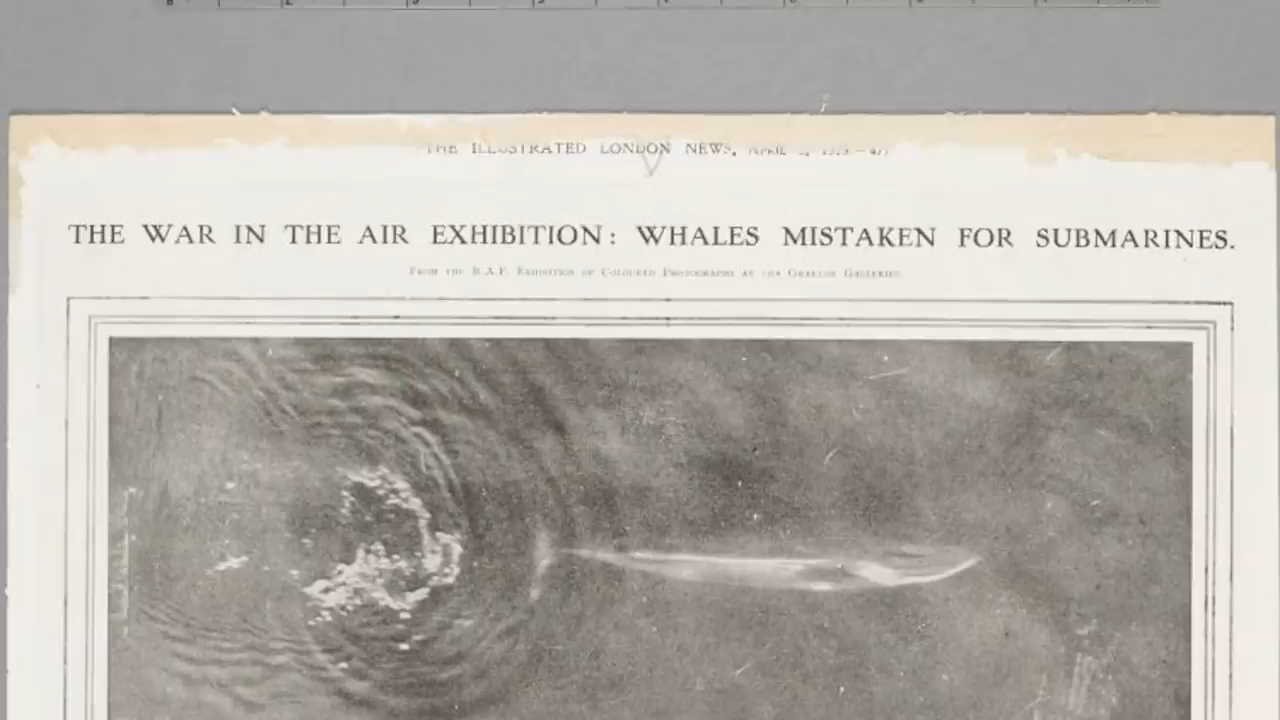 THE ILLUSTRATED LONDON NEWS, APRIL
THE WAR IN THE AIR EXHIBITION: WHALES MISTAKEN FOR SUBMARINES.
FROM THE R.A.F. EXHIBITION OF COLOURED PHOTOGRAPHS AT THE GRAFTON GALLERIES.